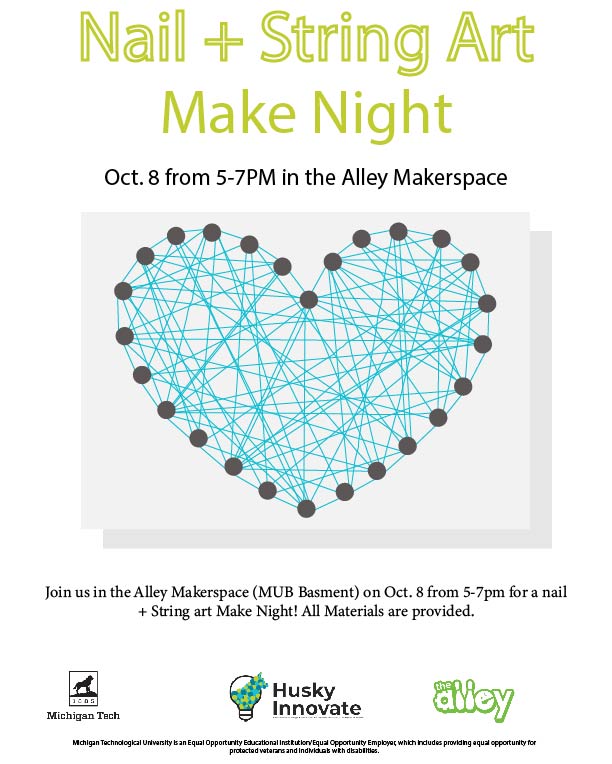 Nail + String Art
Make Night
Oct. 8 from 5-7PM in the Alley Makerspace
Join us in the Alley Makerspace (MUB Basment) on Oct. 8 from 5-7pm for a nail
+ String art Make Night! All Materials are provided.
1885
Michigan Tech
Husky
Innovate
the
alley
Michigan Technological University is an Equal Opportunity Educational Institution/Equal Opportunity Employer, which includes providing equal opportunity for
protected veterans and individuals with disabilities.